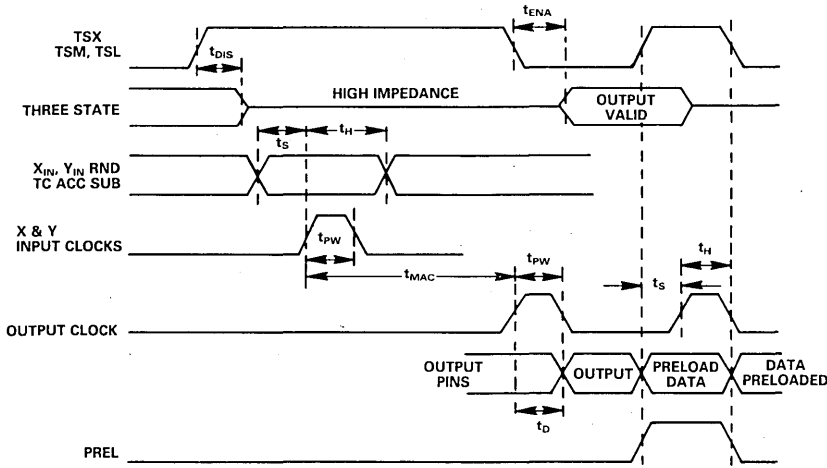 TSX
TSM, TSL
tDIS
tENA
THREE STATE
HIGH IMPEDANCE
OUTPUT
VALID
tS
tH
XIN, YIN RND
TC ACC SUB
X & Y
INPUT CLOCKS
tPW
tMAC
tPW
tS
tH
OUTPUT CLOCK
OUTPUT
PINS
OUTPUT
PRELOAD
DATA
DATA
PRELOADED
tD
PREL